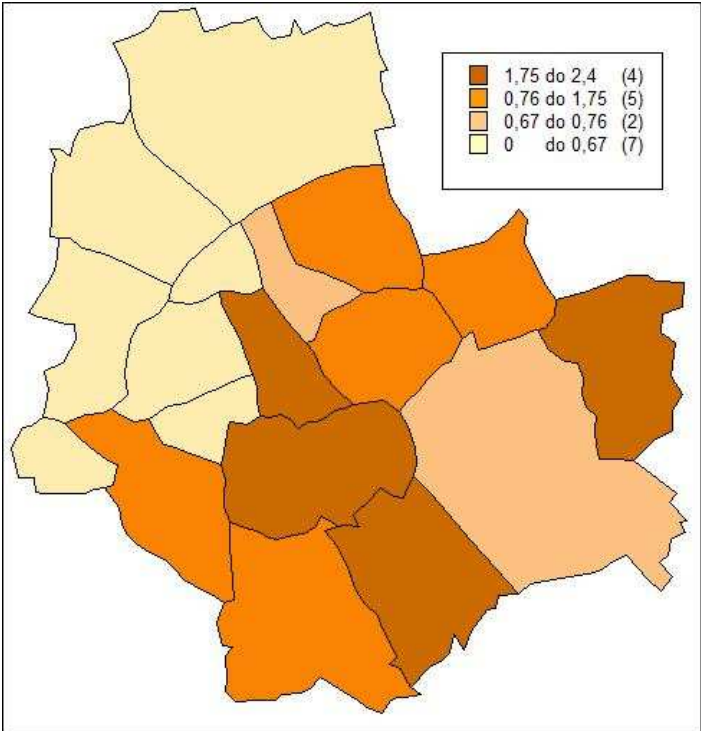 1,75 do 2,4 (4)
0,76 do 1,75 (5)
0,67 do 0,76 (2)
0 do 0,67 (7)